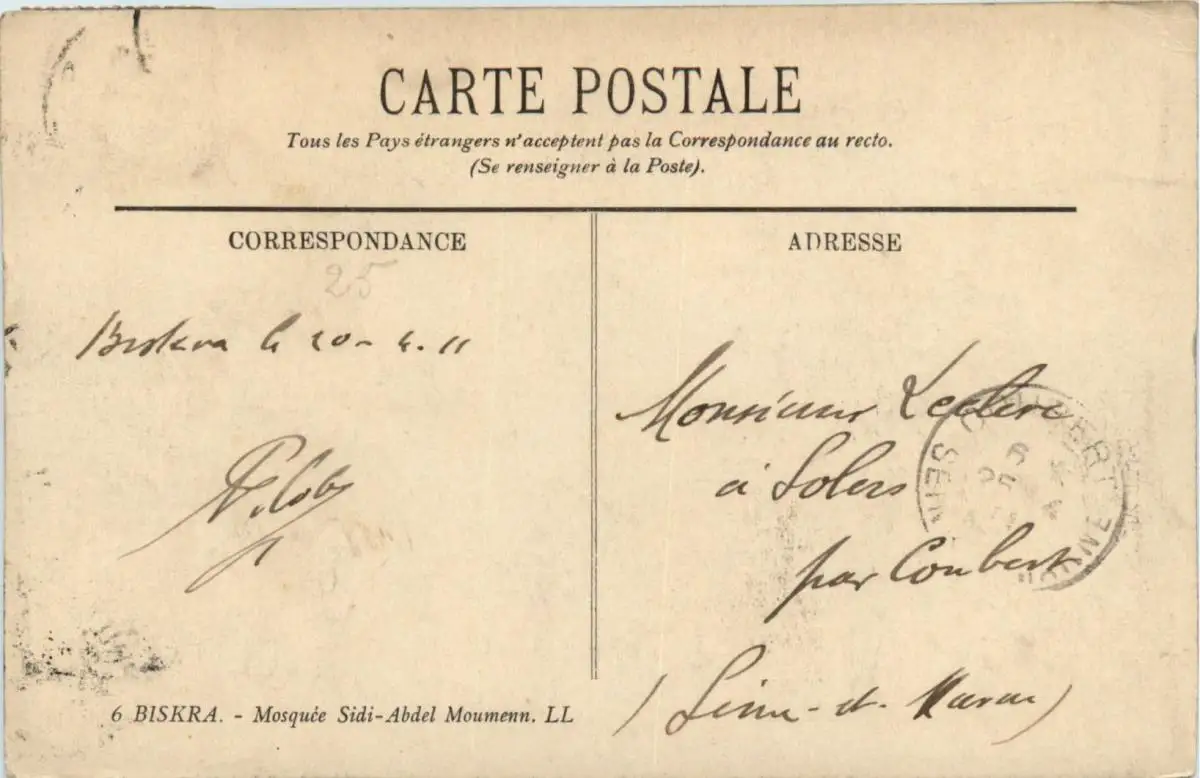 CARTE POSTALE
Tous les Pays étrangers n'acceptent pas la Correspondance au recto.
(Se renseigner à la Poste).
CORRESPONDANCE
25
Biskra le 20-4.11
6 BISKRA. - Mosquée Sidi-Abdel Moumenn. LL
ADRESSE
Monsieur Leclerc
à Solers
par Coubert
(Seine-et-Marne)